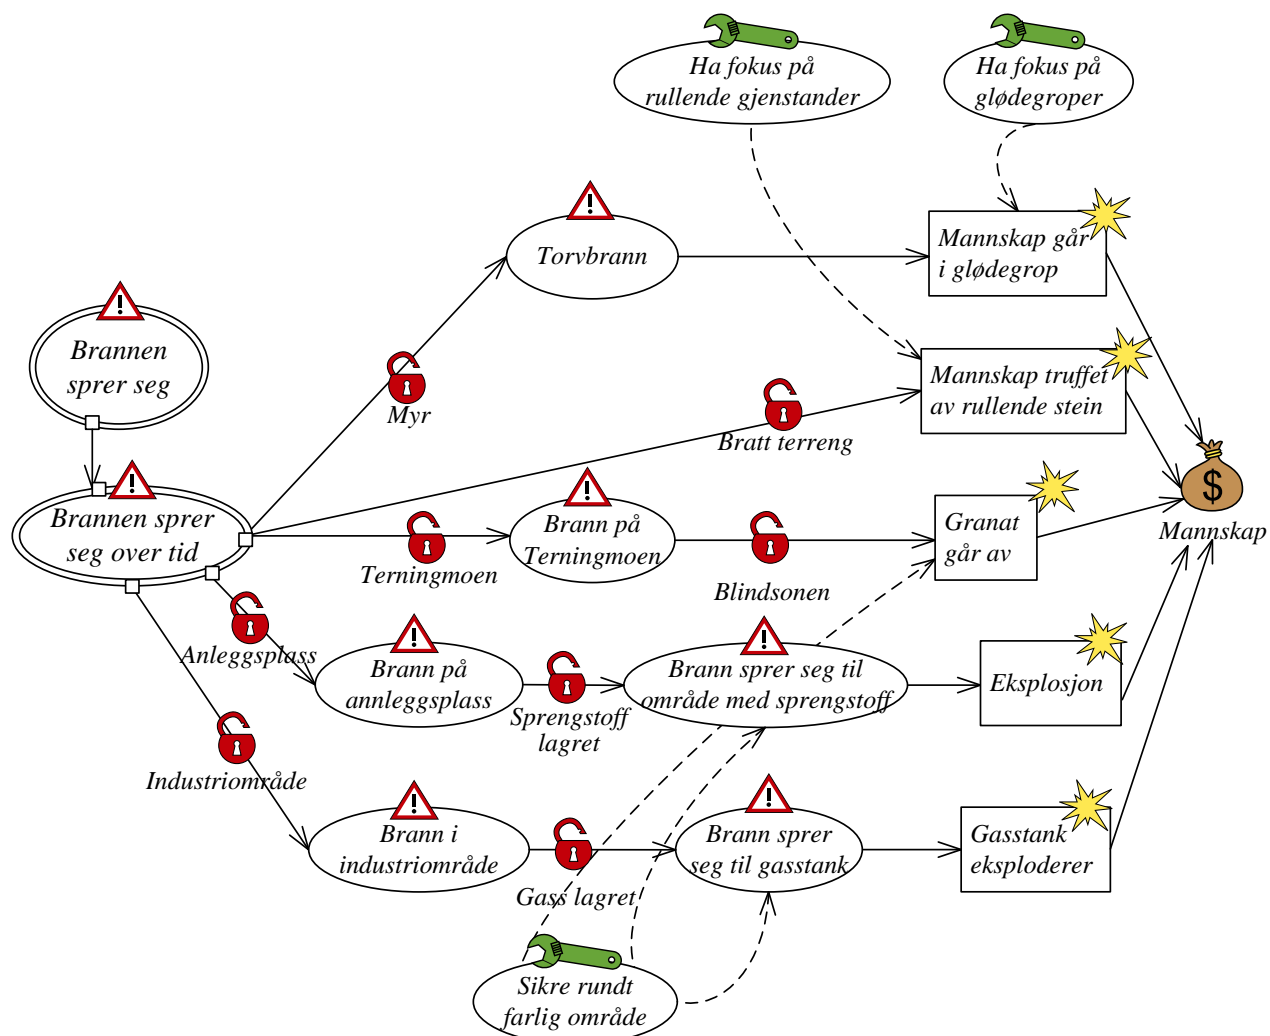 Ha fokus på
rullende gjenstander
Ha fokus på
glødegroper
Torvbrann
Mannskap går
i glødegrop
Brannen
sprer seg
Myr
Mannskap truffet
av rullende stein
Bratt terreng
$
Mannskap
Brannen sprer
seg over tid
Terningmoen
Brann på
Terningmoen
Blindsonen
Granat
går av
Anleggsplass
Brann på
annleggsplass
Sprengstoff
lagret
Brann sprer seg til
område med sprengstoff
Eksplosjon
Industriområde
Brann i
industriområde
Gass lagret
Brann sprer
seg til gasstank
Gasstank
eksploderer
Sikre rundt
farlig område